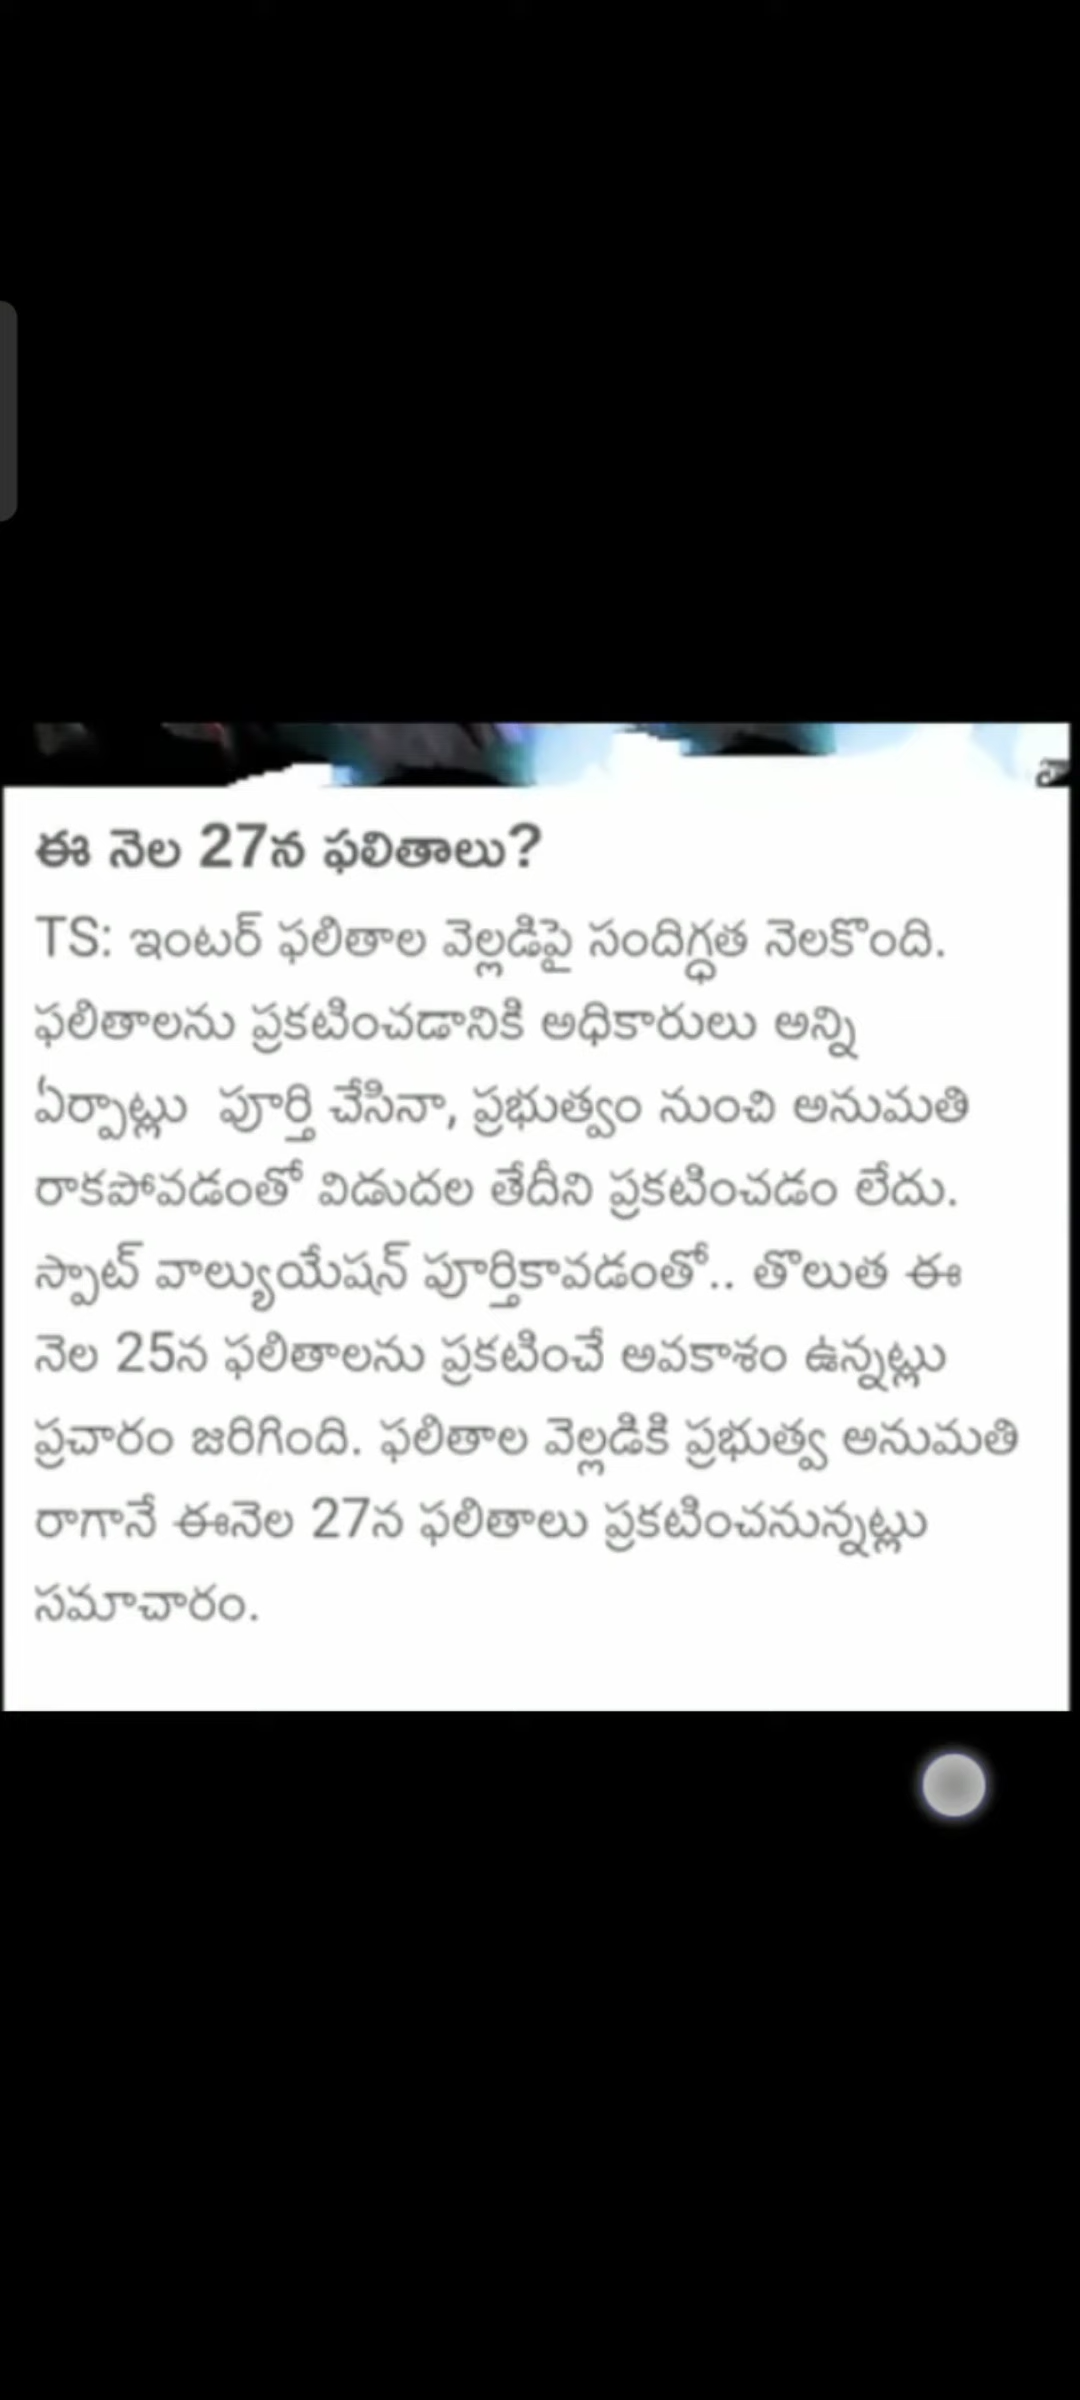 ఈ నెల 27న ఫలితాలు?
TS: ఇంటర్ ఫలితాల వెల్లడిపై సందిగ్ధత నెలకొంది.
ఫలితాలను ప్రకటించడానికి అధికారులు అన్ని
ఏర్పాట్లు పూర్తి చేసినా, ప్రభుత్వం నుంచి అనుమతి
రాకపోవడంతో విడుదల తేదీని ప్రకటించడం లేదు.
స్పాట్ వాల్యుయేషన్ పూర్తికావడంతో.. తొలుత ఈ
నెల 25న ఫలితాలను ప్రకటించే అవకాశం ఉన్నట్లు
ప్రచారం జరిగింది. ఫలితాల వెల్లడికి ప్రభుత్వ అనుమతి
రాగానే ఈనెల 27న ఫలితాలు ప్రకటించనున్నట్లు
సమాచారం.